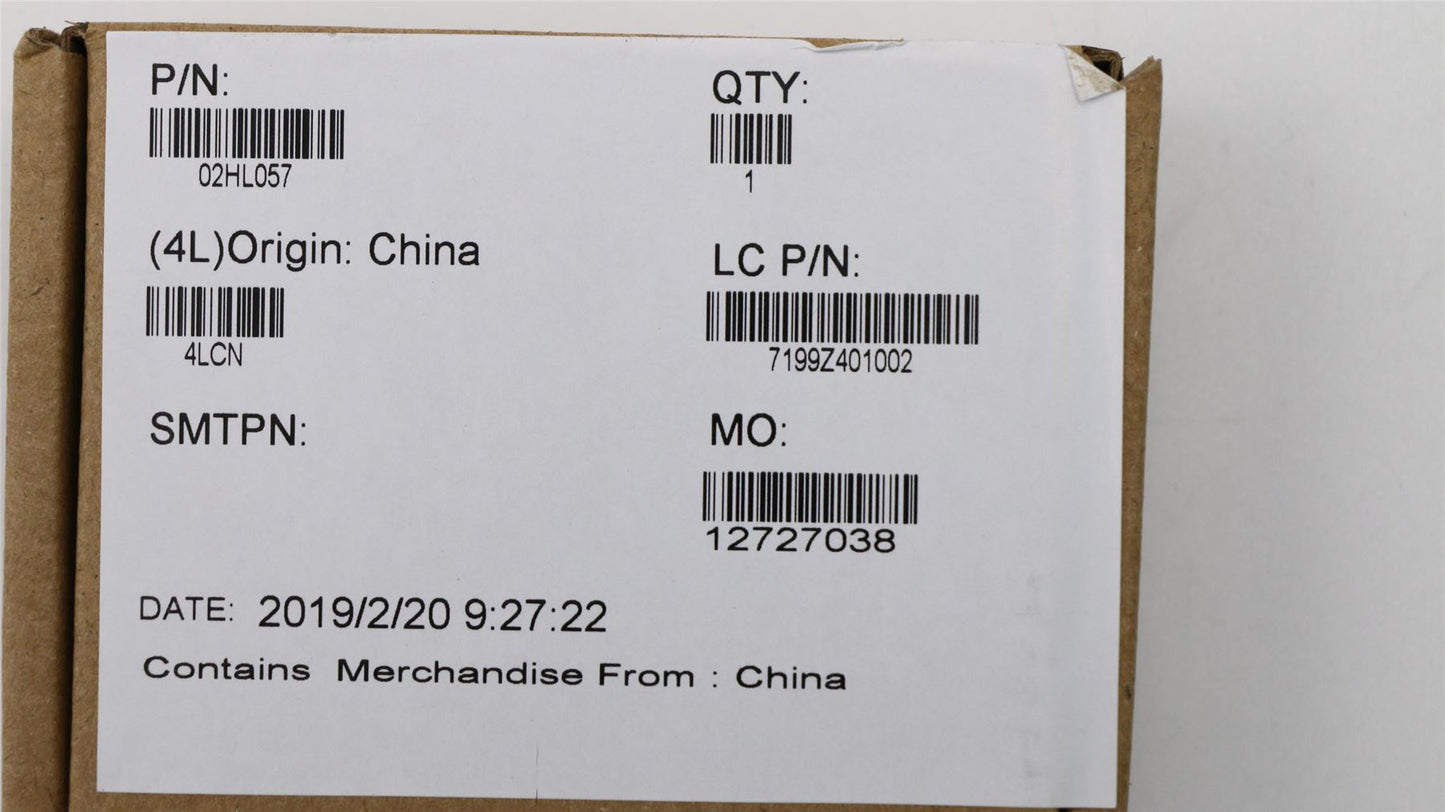 P/N:
02HL057
QTY:
1
(4L)Origin: China
4LCN
LC P/N:
7199Z401002
SMTPN:
MO:
12727038
DATE: 2019/2/20 9:27:22
Contains Merchandise From : China